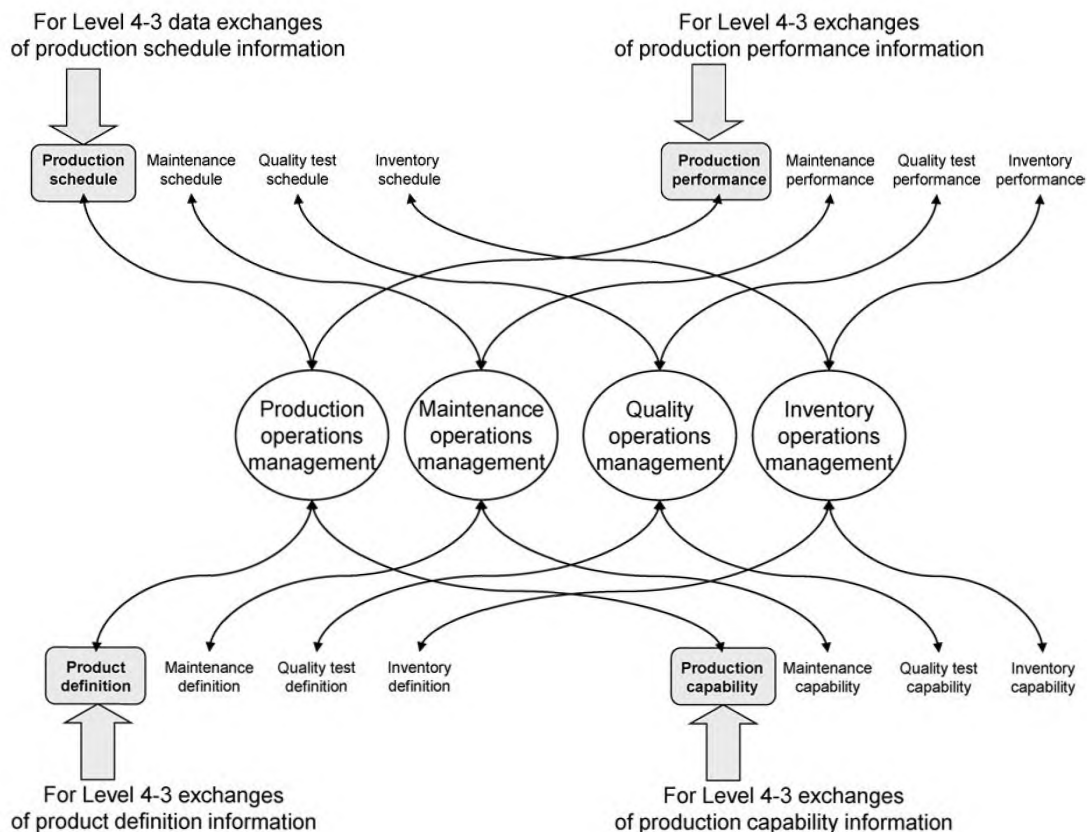 For Level 4-3 data exchanges
of production schedule information
For Level 4-3 exchanges
of production performance information
Production
schedule
Maintenance
schedule
Quality test
schedule
Inventory
schedule
Production
performance
Maintenance
performance
Quality test
performance
Inventory
performance
Production
operations
management
Maintenance
operations
management
Quality
operations
management
Inventory
operations
management
Product
definition
Maintenance
definition
Quality test
definition
Inventory
definition
Production
capability
Maintenance
capability
Quality test
capability
Inventory
capability
For Level 4-3 exchanges
of product definition information
For Level 4-3 exchanges
of production capability information